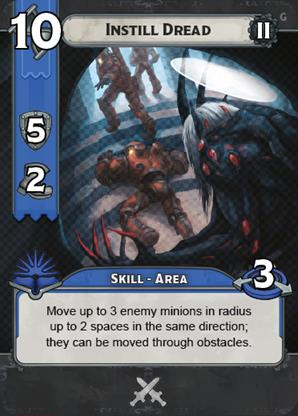 10
INSTILL DREAD
II
G
5
2
SKILL - AREA
3
Move up to 3 enemy minions in radius
up to 2 spaces in the same direction;
they can be moved through obstacles.